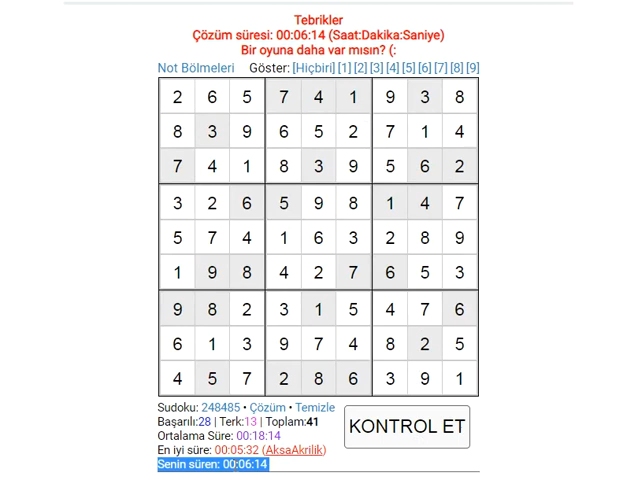 Tebrikler
Çözüm süresi: 00:06:14 (Saat:Dakika:Saniye)
Bir oyuna daha var mısın? (:
Not Bölmeleri Göster: [Hiçbiri] [1] [2] [3] [4] [5] [6] [7] [8] [9]
2 6 5 7 4 1 9 3 8
8 3 9 6 5 2 7 1 4
7 4 1 8 3 9 5 6 2
3 2 6 5 9 8 1 4 7
5 7 4 1 6 3 2 8 9
1 9 8 4 2 7 6 5 3
9 8 2 3 1 5 4 7 6
6 1 3 9 7 4 8 2 5
4 5 7 2 8 6 3 9 1
Sudoku: 248485 • Çözüm • Temizle
Başarılı:28 | Terk:13 | Toplam:41
Ortalama Süre: 00:18:14
En iyi süre: 00:05:32 (AksaAkrilik)
Senin süren: 00:06:14
KONTROL ET